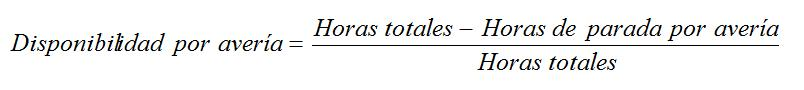 Disponibilidad por avería = Horas totales − Horas de parada por avería
Horas totales